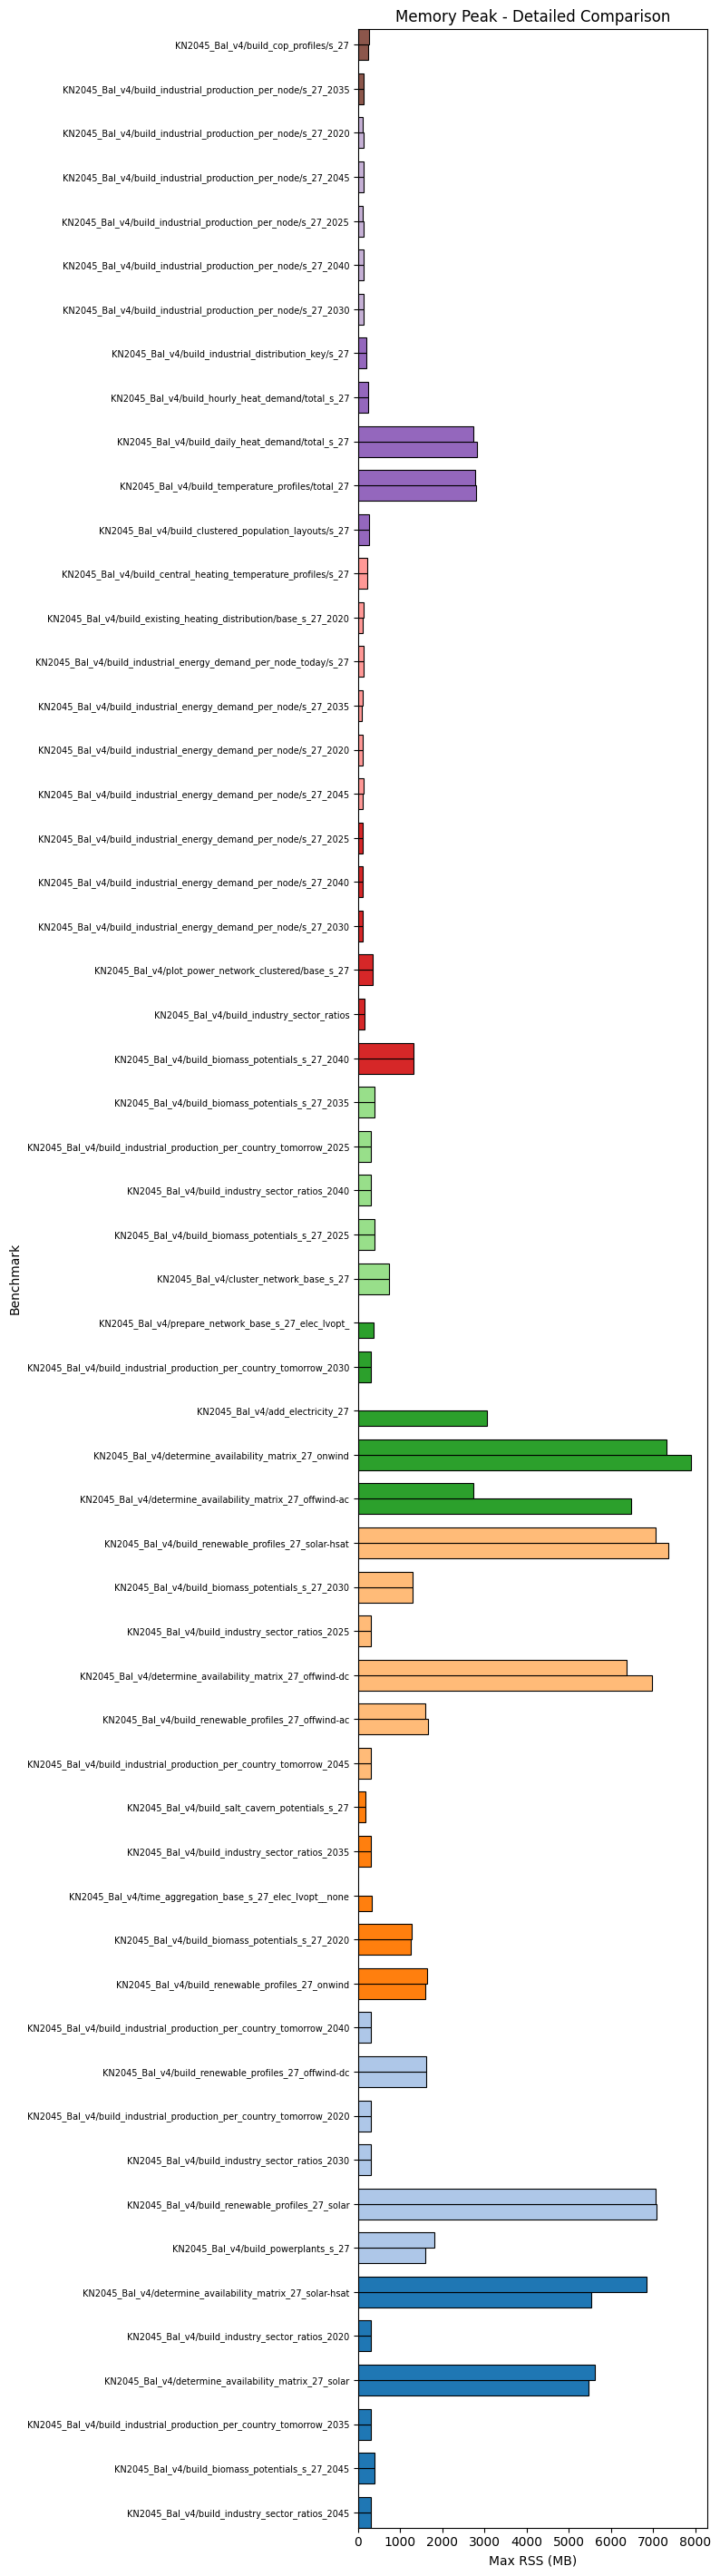 Memory Peak - Detailed Comparison
KN2045_Bal_v4/build_cop_profiles/s_27
KN2045_Bal_v4/build_industrial_production_per_node/s_27_2035
KN2045_Bal_v4/build_industrial_production_per_node/s_27_2020
KN2045_Bal_v4/build_industrial_production_per_node/s_27_2045
KN2045_Bal_v4/build_industrial_production_per_node/s_27_2025
KN2045_Bal_v4/build_industrial_production_per_node/s_27_2040
KN2045_Bal_v4/build_industrial_production_per_node/s_27_2030
KN2045_Bal_v4/build_industrial_distribution_key/s_27
KN2045_Bal_v4/build_hourly_heat_demand/total_s_27
KN2045_Bal_v4/build_daily_heat_demand/total_s_27
KN2045_Bal_v4/build_temperature_profiles/total_27
KN2045_Bal_v4/build_clustered_population_layouts/s_27
KN2045_Bal_v4/build_central_heating_temperature_profiles/s_27
KN2045_Bal_v4/build_existing_heating_distribution/base_s_27_2020
KN2045_Bal_v4/build_industrial_energy_demand_per_node_today/s_27
KN2045_Bal_v4/build_industrial_energy_demand_per_node/s_27_2035
KN2045_Bal_v4/build_industrial_energy_demand_per_node/s_27_2020
KN2045_Bal_v4/build_industrial_energy_demand_per_node/s_27_2045
KN2045_Bal_v4/build_industrial_energy_demand_per_node/s_27_2025
KN2045_Bal_v4/build_industrial_energy_demand_per_node/s_27_2040
KN2045_Bal_v4/build_industrial_energy_demand_per_node/s_27_2030
KN2045_Bal_v4/plot_power_network_clustered/base_s_27
KN2045_Bal_v4/build_industry_sector_ratios
KN2045_Bal_v4/build_biomass_potentials_s_27_2040
KN2045_Bal_v4/build_biomass_potentials_s_27_2035
KN2045_Bal_v4/build_industrial_production_per_country_tomorrow_2025
KN2045_Bal_v4/build_industry_sector_ratios_2040
KN2045_Bal_v4/build_biomass_potentials_s_27_2025
KN2045_Bal_v4/cluster_network_base_s_27
KN2045_Bal_v4/prepare_network_base_s_27_elec_lvopt_
KN2045_Bal_v4/build_industrial_production_per_country_tomorrow_2030
KN2045_Bal_v4/add_electricity_27
KN2045_Bal_v4/determine_availability_matrix_27_onwind
KN2045_Bal_v4/determine_availability_matrix_27_offwind-ac
KN2045_Bal_v4/build_renewable_profiles_27_solar-hsat
KN2045_Bal_v4/build_biomass_potentials_s_27_2030
KN2045_Bal_v4/build_industry_sector_ratios_2025
KN2045_Bal_v4/determine_availability_matrix_27_offwind-dc
KN2045_Bal_v4/build_renewable_profiles_27_offwind-ac
KN2045_Bal_v4/build_industrial_production_per_country_tomorrow_2045
KN2045_Bal_v4/build_salt_cavern_potentials_s_27
KN2045_Bal_v4/build_industry_sector_ratios_2035
KN2045_Bal_v4/time_aggregation_base_s_27_elec_lvopt__none
KN2045_Bal_v4/build_biomass_potentials_s_27_2020
KN2045_Bal_v4/build_renewable_profiles_27_onwind
KN2045_Bal_v4/build_industrial_production_per_country_tomorrow_2040
KN2045_Bal_v4/build_renewable_profiles_27_offwind-dc
KN2045_Bal_v4/build_industrial_production_per_country_tomorrow_2020
KN2045_Bal_v4/build_industry_sector_ratios_2030
KN2045_Bal_v4/build_renewable_profiles_27_solar
KN2045_Bal_v4/build_powerplants_s_27
KN2045_Bal_v4/determine_availability_matrix_27_solar-hsat
KN2045_Bal_v4/build_industry_sector_ratios_2020
KN2045_Bal_v4/determine_availability_matrix_27_solar
KN2045_Bal_v4/build_industrial_production_per_country_tomorrow_2035
KN2045_Bal_v4/build_biomass_potentials_s_27_2045
KN2045_Bal_v4/build_industry_sector_ratios_2045
Benchmark
0 1000 2000 3000 4000 5000 6000 7000 8000
Max RSS (MB)